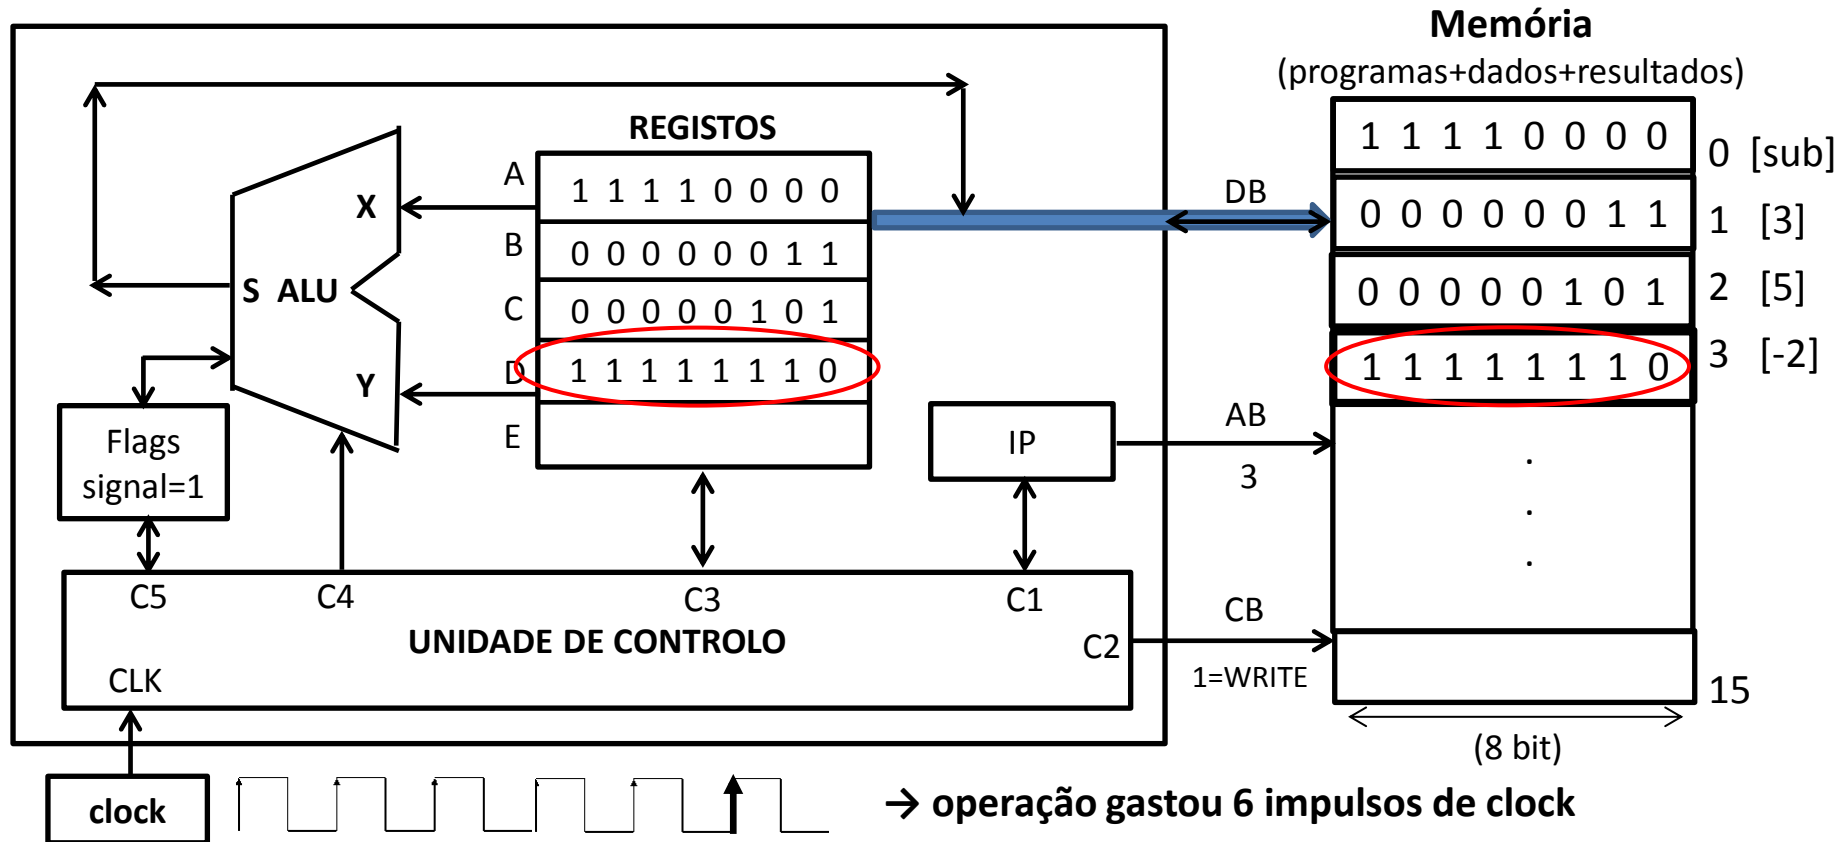 Memória
(programas+dados+resultados)
REGISTOS
A 1 1 1 1 0 0 0 0
B 0 0 0 0 0 0 1 1
C 0 0 0 0 0 1 0 1
D 1 1 1 1 1 1 1 0
E
X
S ALU
Y
Flags
signal=1
IP
DB
AB
3
CB
1=WRITE
1 1 1 1 0 0 0 0 0 [sub]
0 0 0 0 0 0 1 1 1 [3]
0 0 0 0 0 1 0 1 2 [5]
1 1 1 1 1 1 1 0 3 [-2]
.
.
.
15
(8 bit)
C5 C4 C3 C1
UNIDADE DE CONTROLO
C2
CLK
clock
→ operação gastou 6 impulsos de clock